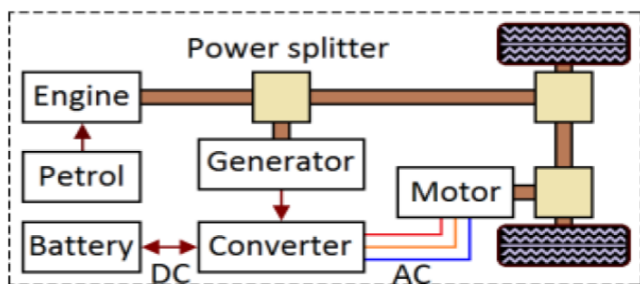 Power splitter
Engine
Generator
Petrol
Motor
Battery
Converter
DC
AC